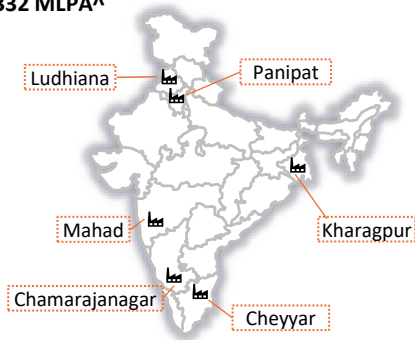 332 MLPA^
Ludhiana
Panipat
Mahad
Kharagpur
Chamarajanagar
Cheyyar